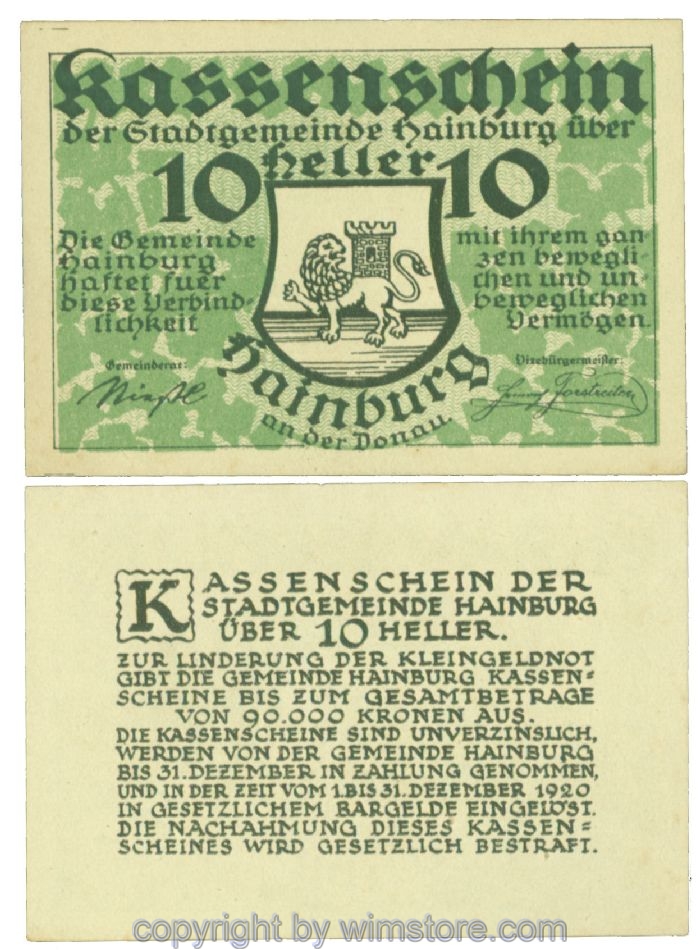 Kassenschein
der Stadtgemeinde Hainburg über
10 Heller 10
Die Gemeinde
Hainburg
haftet fuer
diese Verbind-
lichkeit
mit ihrem gan-
zen bewegli-
chen und un-
beweglichen
Vermögen.
Gemeinderat:
Vizebürgermeister:
Forstreiter
Hainburg
an der Donau.
KASSENSCHEIN DER
STADTGEMEINDE HAINBURG
ÜBER 10 HELLER.
ZUR LINDERUNG DER KLEINGELDNOT
GIBT DIE GEMEINDE HAINBURG KASSEN=
SCHEINE BIS ZUM GESAMTBETRAGE
VON 90.000 KRONEN AUS.
DIE KASSENSCHEINE SIND UNVERZINSLICH,
WERDEN VON DER GEMEINDE HAINBURG
BIS 31. DEZEMBER IN ZAHLUNG GENOMMEN,
UND IN DER ZEIT VOM 1. BIS 31. DEZEMBER 1920
IN GESETZLICHEM BARGELDE EINGELÖST.
DIE NACHAHMUNG DIESES KASSEN=
SCHEINES WIRD GESETZLICH BESTRAFT.
copyright by wimstore.com